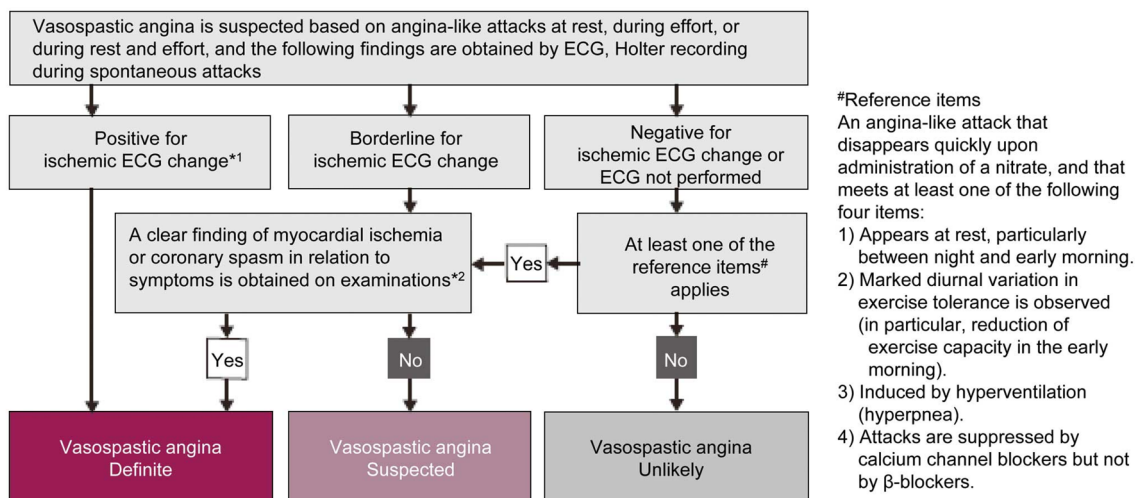 Vasospastic angina is suspected based on angina-like attacks at rest, during effort, or
during rest and effort, and the following findings are obtained by ECG, Holter recording
during spontaneous attacks
Positive for
ischemic ECG change*1
Borderline for
ischemic ECG change
Negative for
ischemic ECG change or
ECG not performed
A clear finding of myocardial ischemia
or coronary spasm in relation to
symptoms is obtained on examinations*2
Yes
At least one of the
reference items#
applies
Yes
No
No
Vasospastic angina
Definite
Vasospastic angina
Suspected
Vasospastic angina
Unlikely
#Reference items
An angina-like attack that
disappears quickly upon
administration of a nitrate, and that
meets at least one of the following
four items:
1) Appears at rest, particularly
between night and early morning.
2) Marked diurnal variation in
exercise tolerance is observed
(in particular, reduction of
exercise capacity in the early
morning).
3) Induced by hyperventilation
(hyperpnea).
4) Attacks are suppressed by
calcium channel blockers but not
by β-blockers.